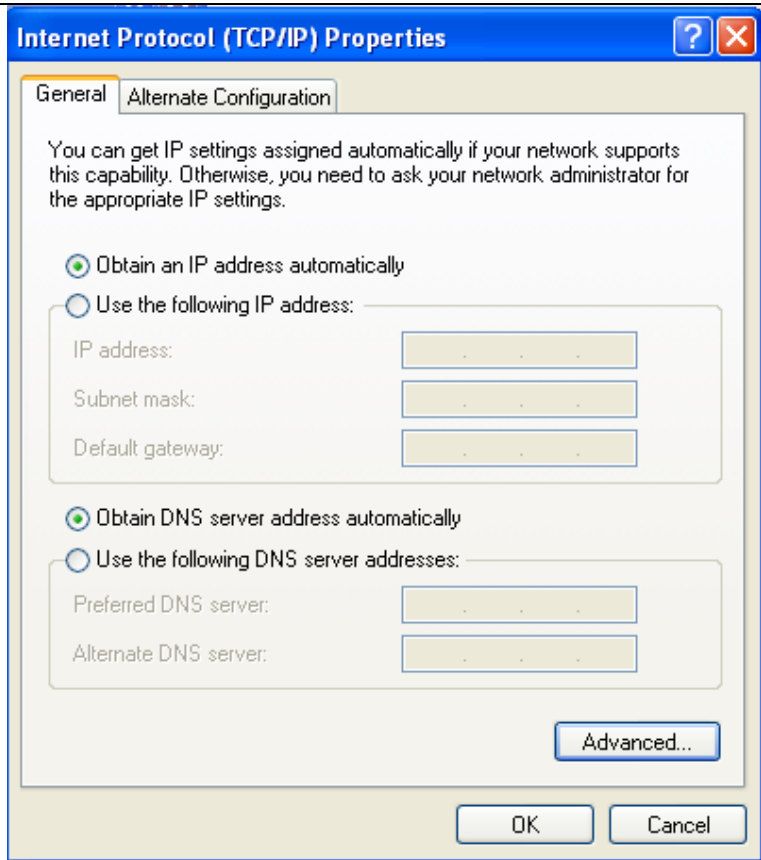 Internet Protocol (TCP/IP) Properties
General
Alternate Configuration
You can get IP settings assigned automatically if your network supports
this capability. Otherwise, you need to ask your network administrator for
the appropriate IP settings.
Obtain an IP address automatically
Use the following IP address:
IP address:
Subnet mask:
Default gateway:
Obtain DNS server address automatically
Use the following DNS server addresses:
Preferred DNS server:
Alternate DNS server:
Advanced...
OK
Cancel